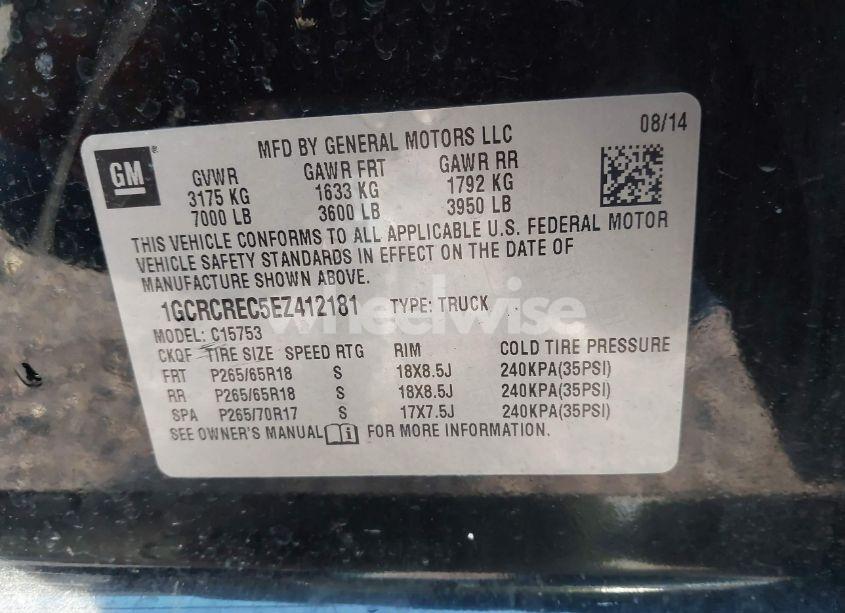 MFD BY GENERAL MOTORS LLC 08/14
GM
GVWR GAWR FRT GAWR RR
3175 KG 1633 KG 1792 KG
7000 LB 3600 LB 3950 LB
THIS VEHICLE CONFORMS TO ALL APPLICABLE U.S. FEDERAL MOTOR
VEHICLE SAFETY STANDARDS IN EFFECT ON THE DATE OF
MANUFACTURE SHOWN ABOVE.
1GCRCREC5EZ412181 TYPE: TRUCK
wheelwise
MODEL: C15753
CKQF TIRE SIZE SPEED RTG RIM COLD TIRE PRESSURE
FRT P265/65R18 S 18X8.5J 240KPA(35PSI)
RR P265/65R18 S 18X8.5J 240KPA(35PSI)
SPA P265/70R17 S 17X7.5J 240KPA(35PSI)
SEE OWNER'S MANUAL FOR MORE INFORMATION.